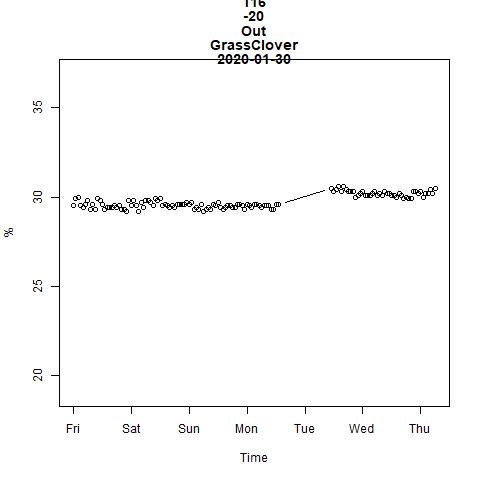 T16
-20
Out
GrassClover
2020-01-30
35
30
25
20
%
Fri Sat Sun Mon Tue Wed Thu
Time